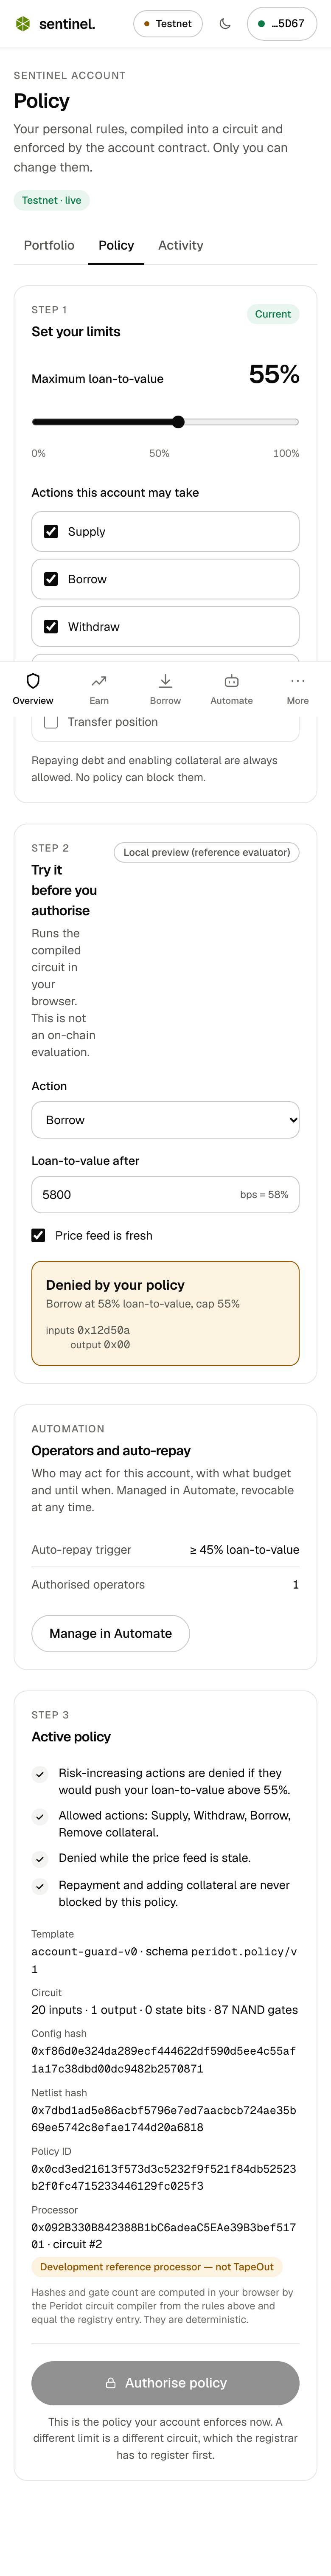 sentinel.
Testnet
...5D67
SENTINEL ACCOUNT
Policy
Your personal rules, compiled into a circuit and
enforced by the account contract. Only you can
change them.
Testnet · live
Portfolio
Policy
Activity
STEP 1
Current
Set your limits
Maximum loan-to-value
55%
0%
50%
100%
Actions this account may take
Supply
Borrow
Withdraw
Overview
Earn
Borrow
Automate
More
Transfer position
Repaying debt and enabling collateral are always
allowed. No policy can block them.
STEP 2
Local preview (reference evaluator)
Try it
before you
authorise
Runs the
compiled
circuit in
your
browser.
This is not
an on-chain
evaluation.
Action
Borrow
Loan-to-value after
5800
bps = 58%
Price feed is fresh
Denied by your policy
Borrow at 58% loan-to-value, cap 55%
inputs 0x12d50a
output 0x00
AUTOMATION
Operators and auto-repay
Who may act for this account, with what budget
and until when. Managed in Automate, revocable
at any time.
Auto-repay trigger
≥ 45% loan-to-value
Authorised operators
1
Manage in Automate
STEP 3
Active policy
Risk-increasing actions are denied if they
would push your loan-to-value above 55%.
Allowed actions: Supply, Withdraw, Borrow,
Remove collateral.
Denied while the price feed is stale.
Repayment and adding collateral are never
blocked by this policy.
Template
account-guard-v0 · schema peridot.policy/v
1
Circuit
20 inputs · 1 output · 0 state bits · 87 NAND gates
Config hash
0xf86d0e324da289ecf444622df590d5ee4c55af
1a17c38dbd00dc9482b2570871
Netlist hash
0x7dbd1ad5e86acbf5796e7ed7aacbcb724ae35b
69ee5742c8efae1744d20a6818
Policy ID
0x0cd3ed21613f573d3c5232f9f521f84db52523
b2f0fc4715233446129fc025f3
Processor
0x092B330B842388B1bC6adeaC5EAe39B3bef517
01 · circuit #2
Development reference processor — not TapeOut
Hashes and gate count are computed in your browser by
the Peridot circuit compiler from the rules above and
equal the registry entry. They are deterministic.
Authorise policy
This is the policy your account enforces now. A
different limit is a different circuit, which the registrar
has to register first.